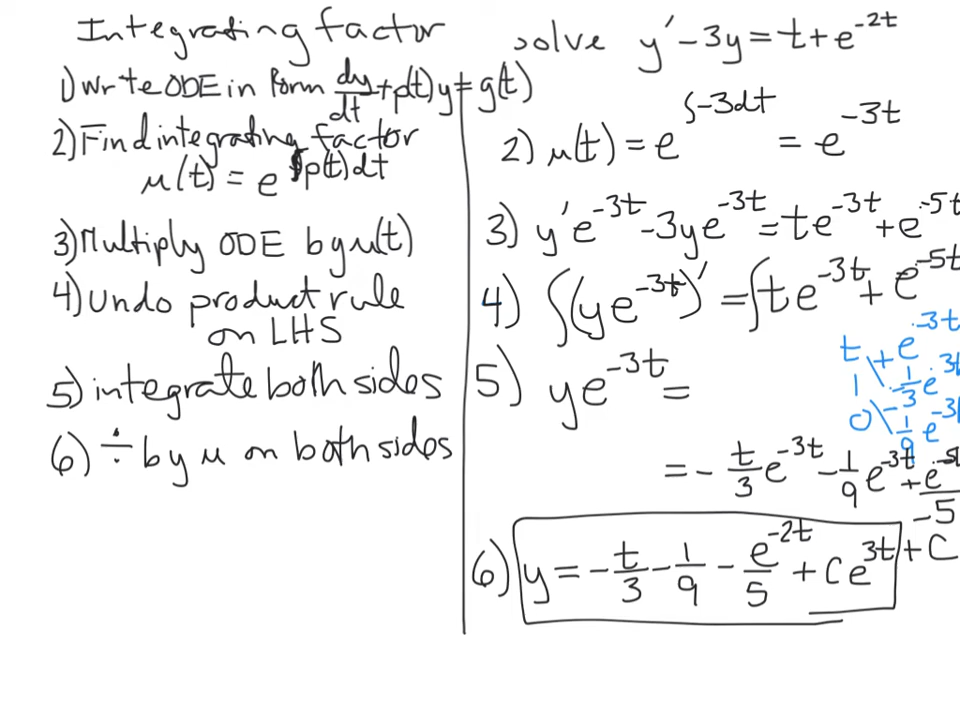 Integrating factor
1) Write ODE in form dy/dt + p(t)y = g(t)
2) Find integrating factor
μ(t) = e^∫p(t)dt
3) Multiply ODE by μ(t)
4) Undo product rule
on LHS
5) integrate both sides
6) ÷ by μ on both sides
solve y' - 3y = t + e^-2t
2) μ(t) = e^∫-3dt = e^-3t
3) y'e^-3t - 3ye^-3t = te^-3t + e^-5t
4) ∫(ye^-3t)' = ∫te^-3t + e^-5t
t + e^-3t
1 \ -1/3 e^-3t
0 \ 1/9 e^-3t
5) ye^-3t =
= - t/3 e^-3t - 1/9 e^-3t + e^-5t/-5
+ C
6) y = - t/3 - 1/9 - e^-2t/5 + Ce^3t